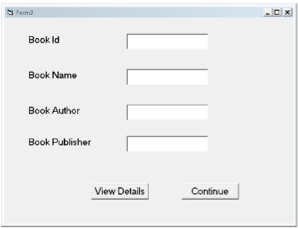 Form3
Book Id
Book Name
Book Author
Book Publisher
View Details
Continue